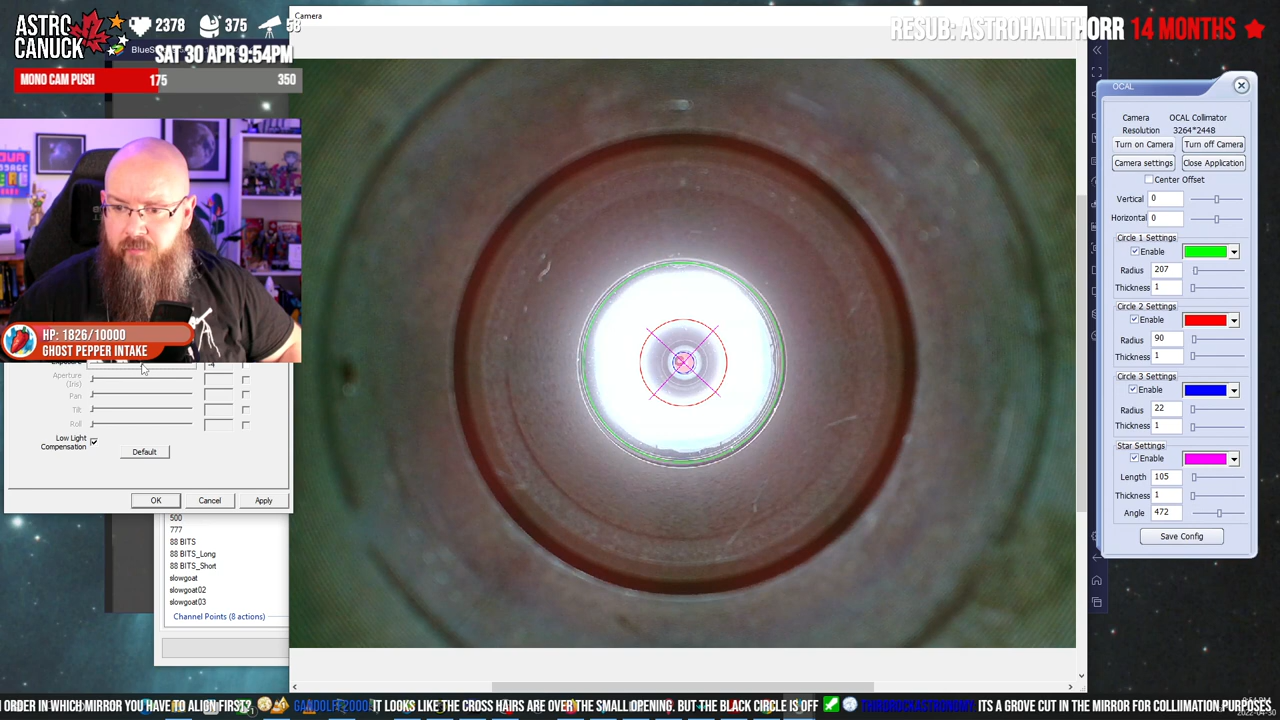 ASTRO
CANUCK
2378
375
58
BlueS
SAT 30 APR 9:54PM
MONO CAM PUSH
175
350
Camera
RESUB: ASTROHALLTHORR 14 MONTHS
HP: 1826/10000
GHOST PEPPER INTAKE
Aperture
(Iris)
Pan
Tilt
Roll
Low Light
Compensation
Default
OK
Cancel
Apply
500
777
88 BITS
88 BITS_Long
88 BITS_Short
slowgoat
slowgoat02
slowgoat03
Channel Points (8 actions)
OCAL
Camera OCAL Collimator
Resolution 3264*2448
Turn on Camera
Turn off Camera
Camera settings
Close Application
Center Offset
Vertical 0
Horizontal 0
Circle 1 Settings
Enable
Radius 207
Thickness 1
Circle 2 Settings
Enable
Radius 90
Thickness 1
Circle 3 Settings
Enable
Radius 22
Thickness 1
Star Settings
Enable
Length 105
Thickness 1
Angle 472
Save Config
ORDER IN WHICH MIRROR YOU HAVE TO ALIGN FIRST? IT LOOKS LIKE THE CROSS HAIRS ARE OVER THE SMALL OPENING. BUT THE BLACK CIRCLE IS OFF ITS A GROVE CUT IN THE MIRROR FOR COLLIMATION PURPOSES.